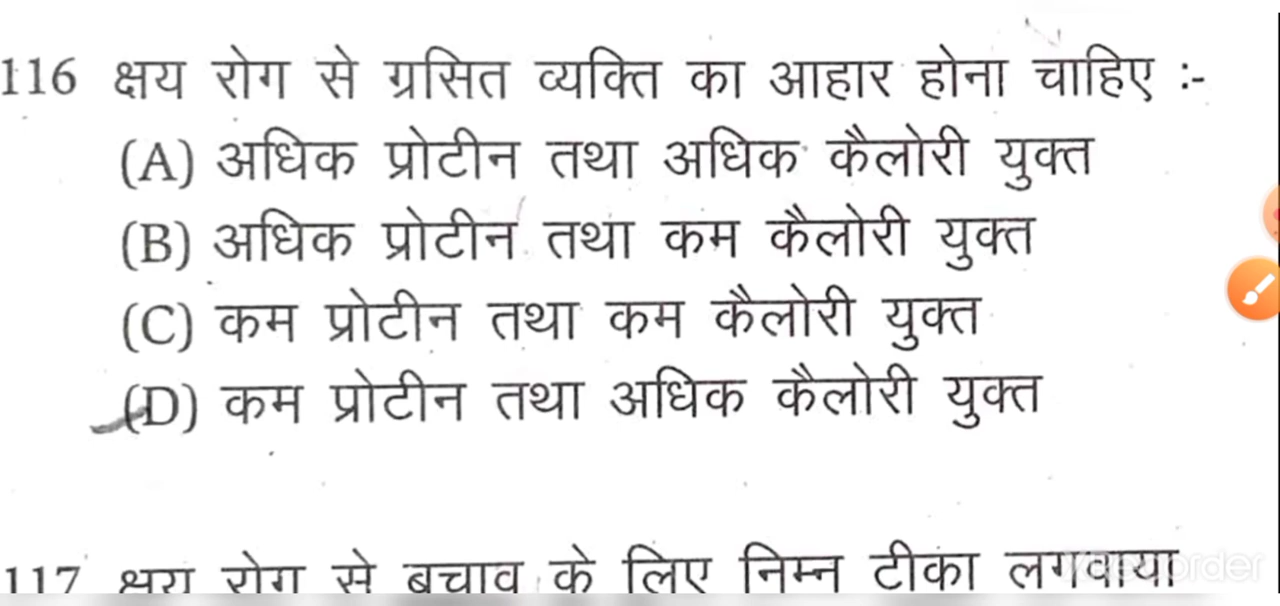 116 क्षय रोग से ग्रसित व्यक्ति का आहार होना चाहिए :-
(A) अधिक प्रोटीन तथा अधिक कैलोरी युक्त
(B) अधिक प्रोटीन तथा कम कैलोरी युक्त
(C) कम प्रोटीन तथा कम कैलोरी युक्त
(D) कम प्रोटीन तथा अधिक कैलोरी युक्त
117 क्षय रोग से बचाव के लिए निम्न टीका लगवाया